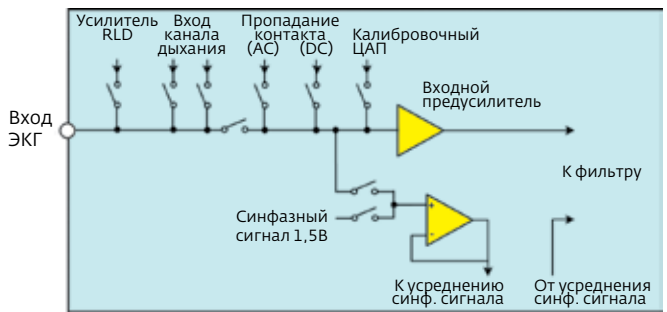 Усилитель
RLD
Вход
канала
дыхания
Пропадание
контакта
(AC)
(DC)
Калибровочный
ЦАП
Входной
предусилитель
Вход
ЭКГ
К фильтру
Синфазный
сигнал 1,5В
+
-
К усреднению
синф. сигнала
От усреднения
синф. сигнала